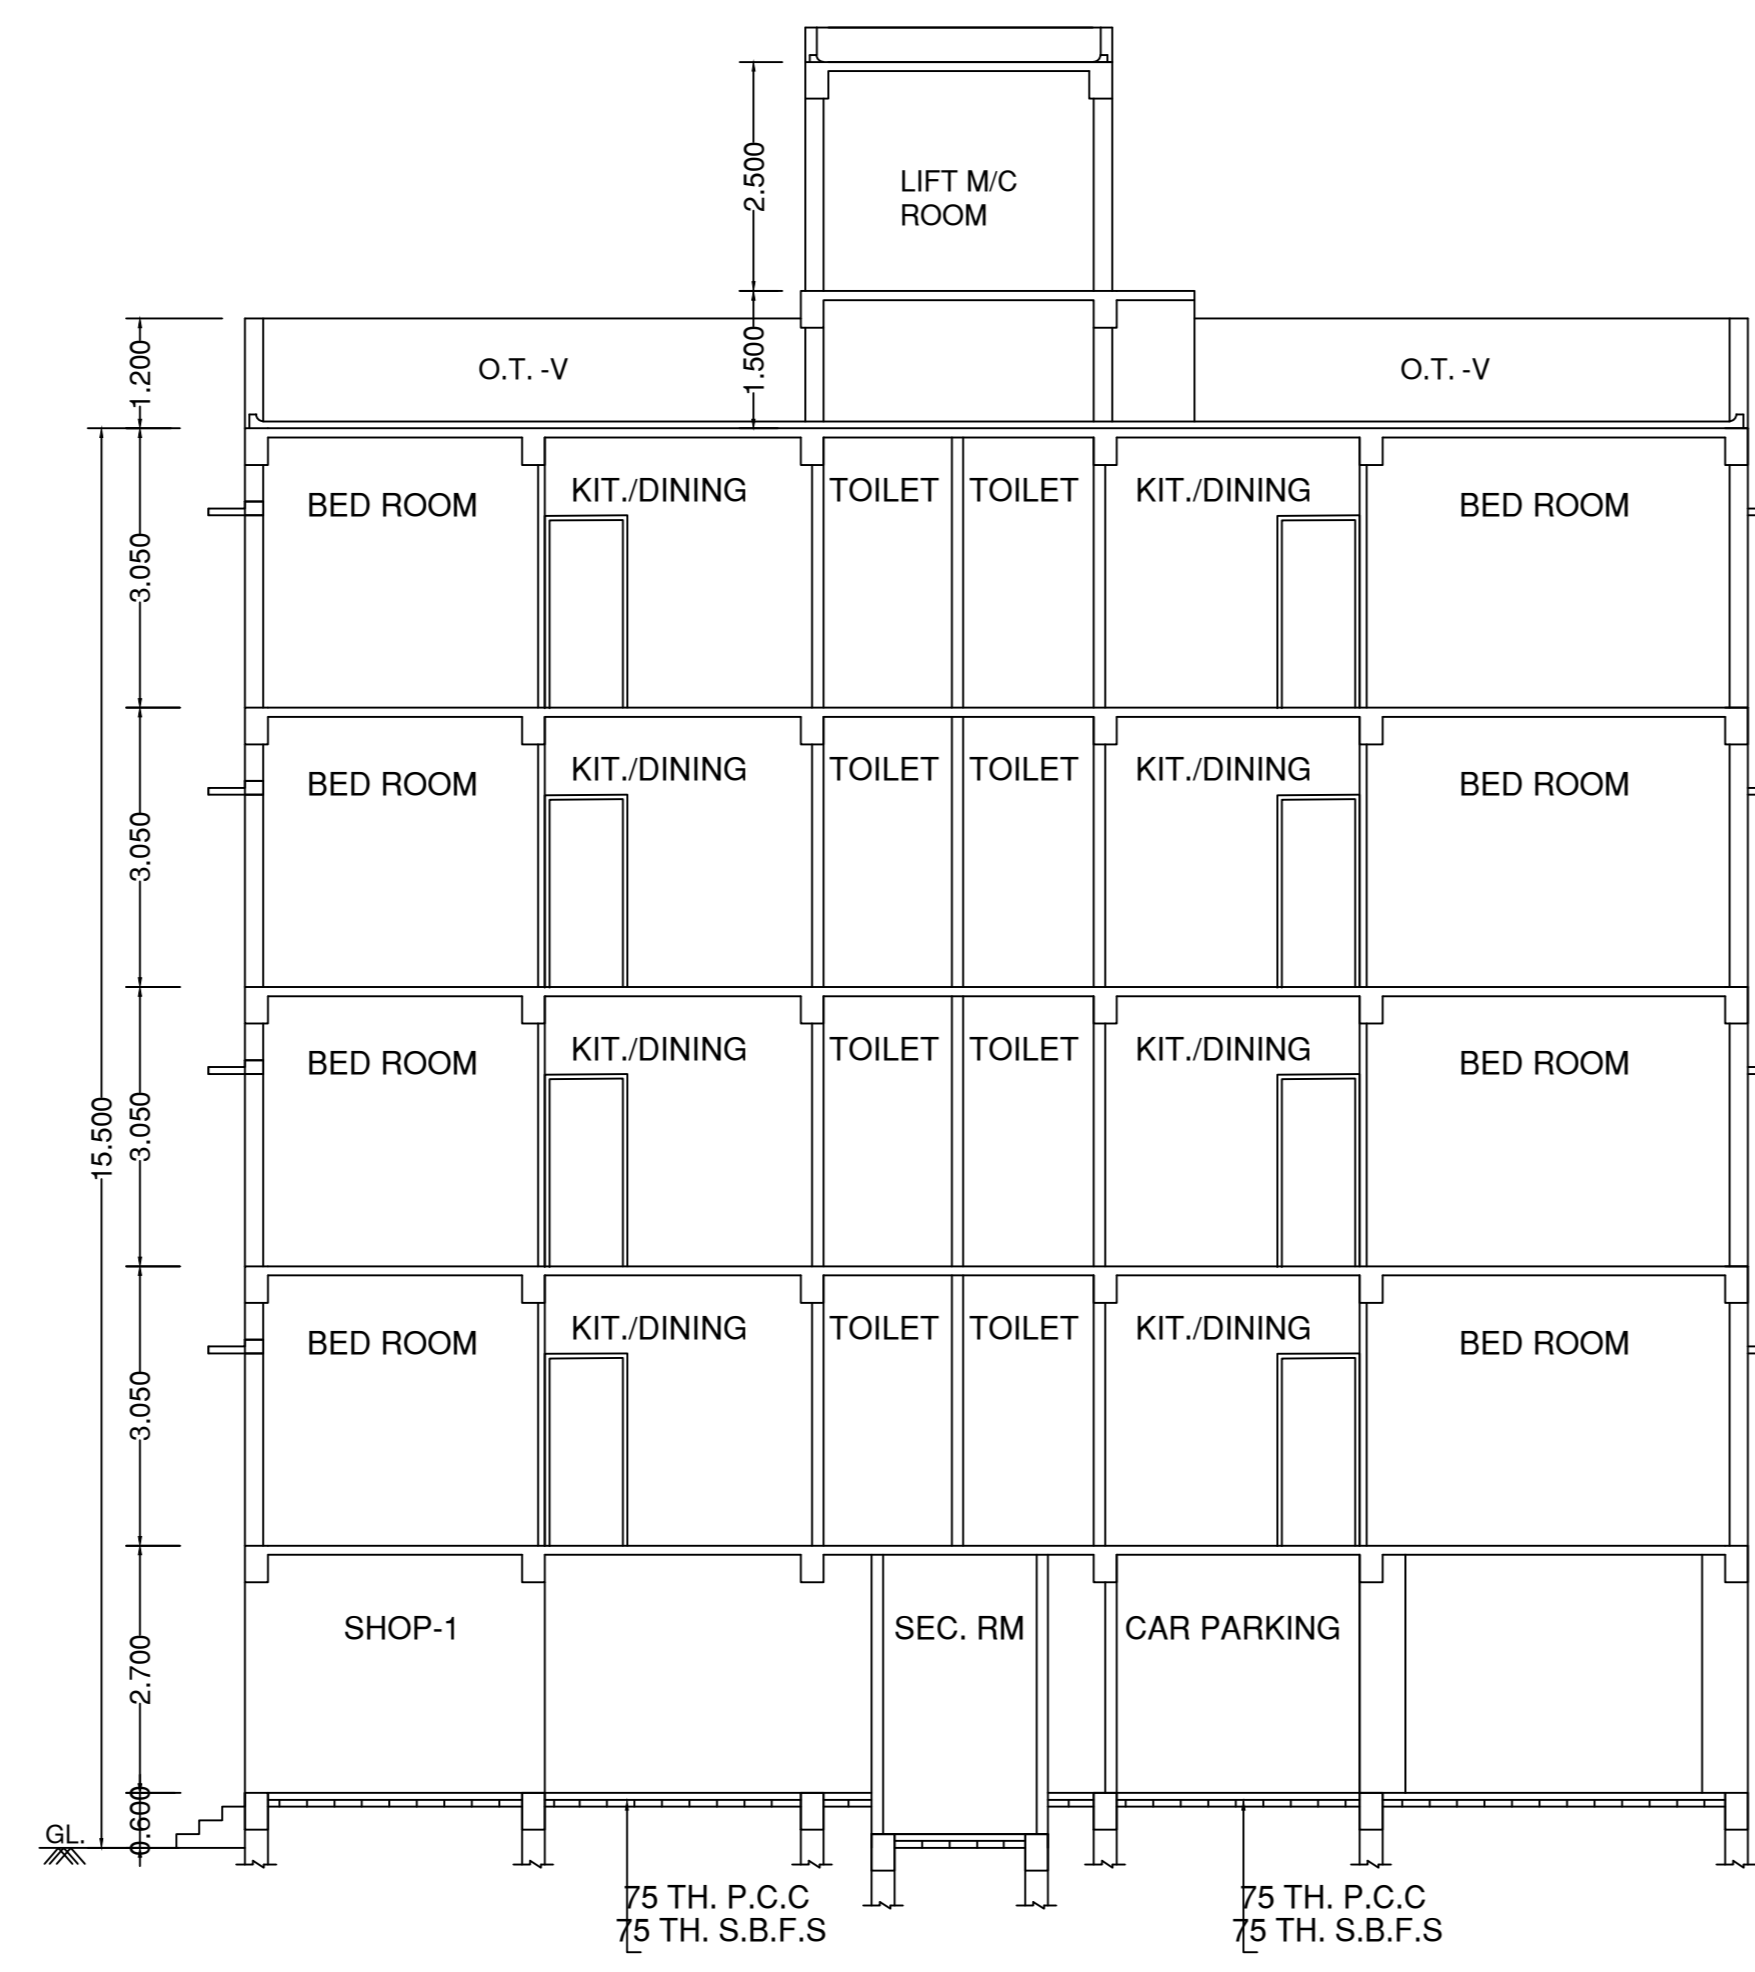 2.500
LIFT M/C
ROOM
1.200
O.T. -V
1.500
O.T. -V
BED ROOM
KIT./DINING
TOILET
TOILET
KIT./DINING
BED ROOM
3.050
BED ROOM
KIT./DINING
TOILET
TOILET
KIT./DINING
BED ROOM
3.050
BED ROOM
KIT./DINING
TOILET
TOILET
KIT./DINING
BED ROOM
15.500
3.050
BED ROOM
KIT./DINING
TOILET
TOILET
KIT./DINING
BED ROOM
3.050
SHOP-1
SEC. RM
CAR PARKING
2.700
0.600
GL.
75 TH. P.C.C
75 TH. S.B.F.S
75 TH. P.C.C
75 TH. S.B.F.S